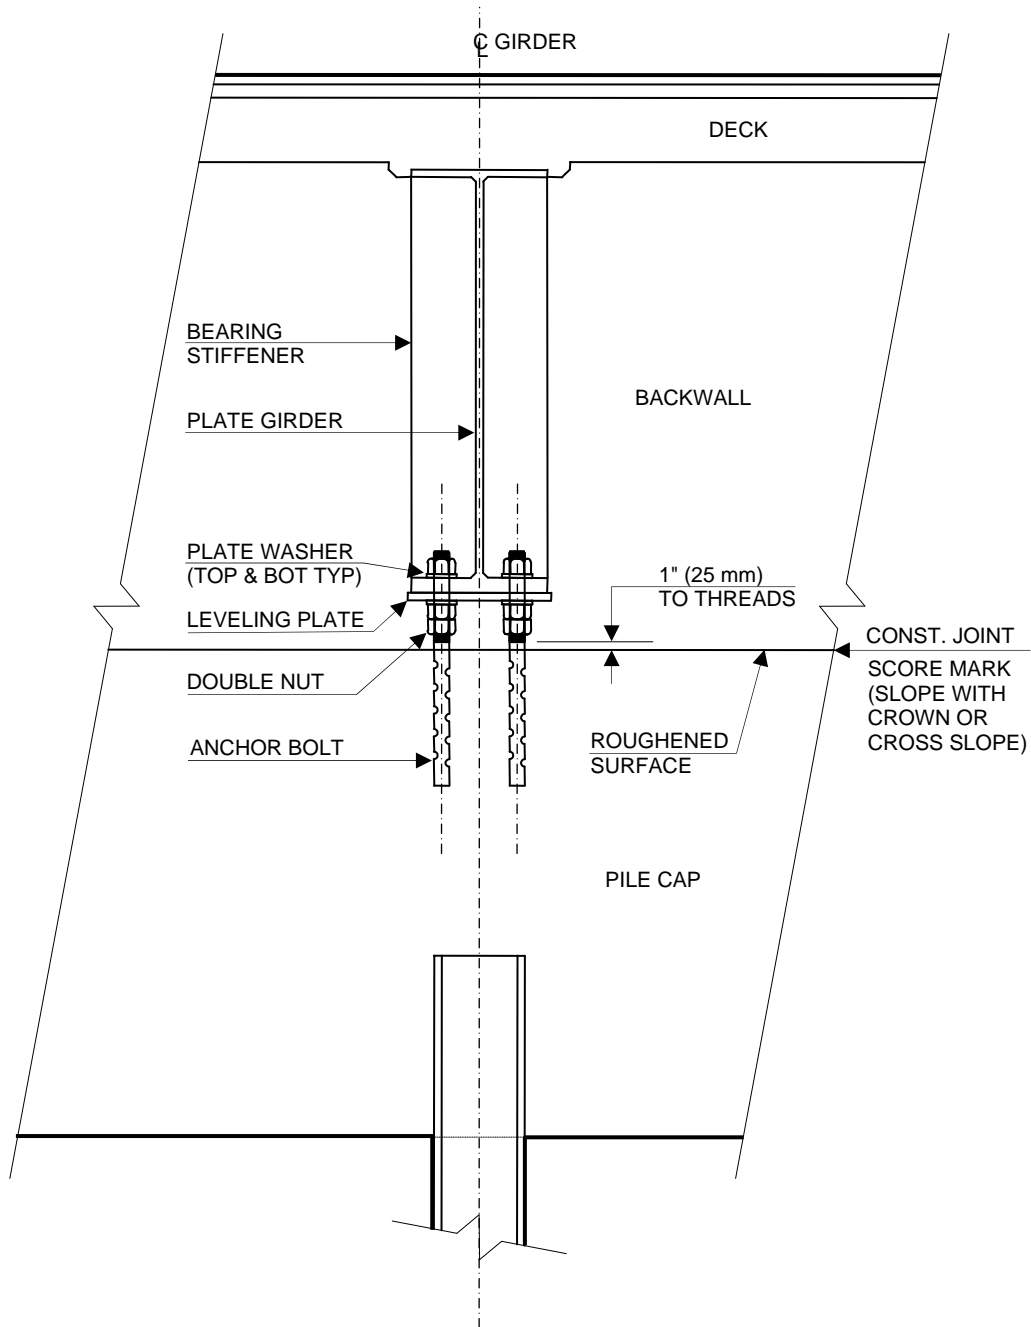 ℄ GIRDER
DECK
BEARING
STIFFENER
BACKWALL
PLATE GIRDER
PLATE WASHER
(TOP & BOT TYP)
1" (25 mm)
TO THREADS
LEVELING PLATE
CONST. JOINT
SCORE MARK
(SLOPE WITH
CROWN OR
CROSS SLOPE)
DOUBLE NUT
ANCHOR BOLT
ROUGHENED
SURFACE
PILE CAP